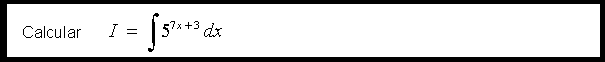 Calcular I = ∫ 5^{7x+3} dx